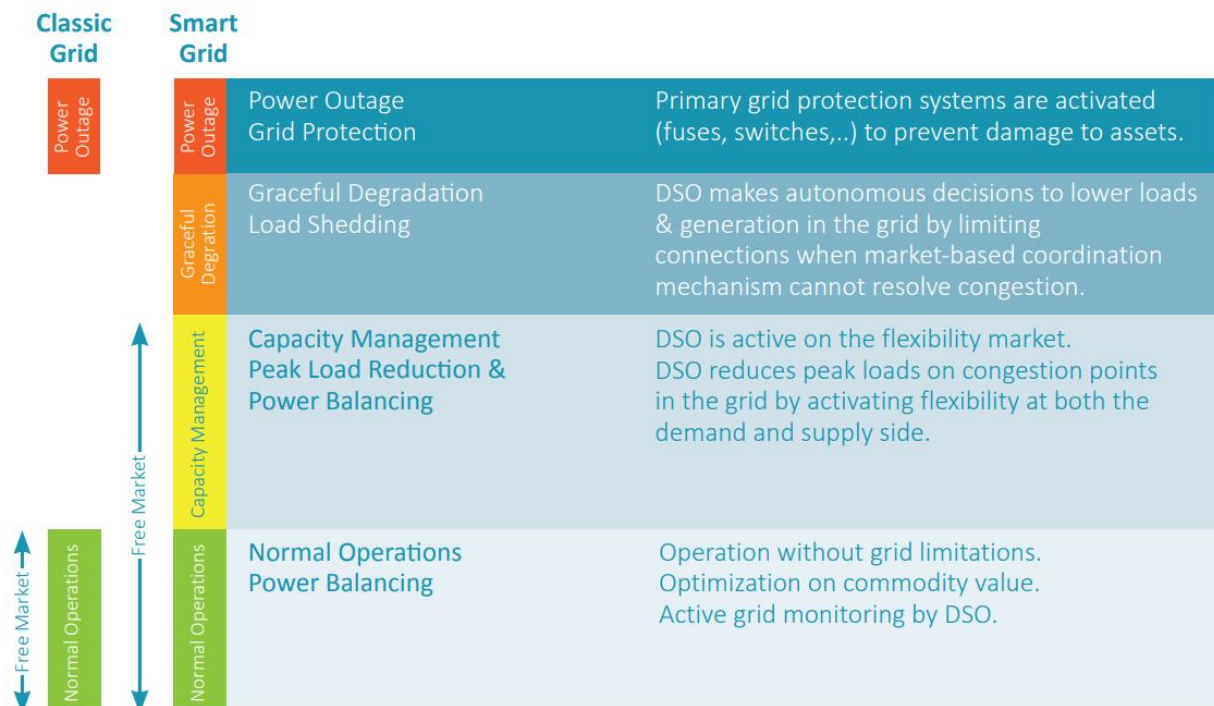 Classic
Grid
Smart
Grid
Power
Outage
Power
Outage
Power Outage
Grid Protection
Primary grid protection systems are activated
(fuses, switches,..) to prevent damage to assets.
Graceful
Degration
Graceful Degradation
Load Shedding
DSO makes autonomous decisions to lower loads
& generation in the grid by limiting
connections when market-based coordination
mechanism cannot resolve congestion.
Free Market
Capacity Management
Capacity Management
Peak Load Reduction &
Power Balancing
DSO is active on the flexibility market.
DSO reduces peak loads on congestion points
in the grid by activating flexibility at both the
demand and supply side.
Free Market
Normal Operations
Normal Operations
Normal Operations
Power Balancing
Operation without grid limitations.
Optimization on commodity value.
Active grid monitoring by DSO.